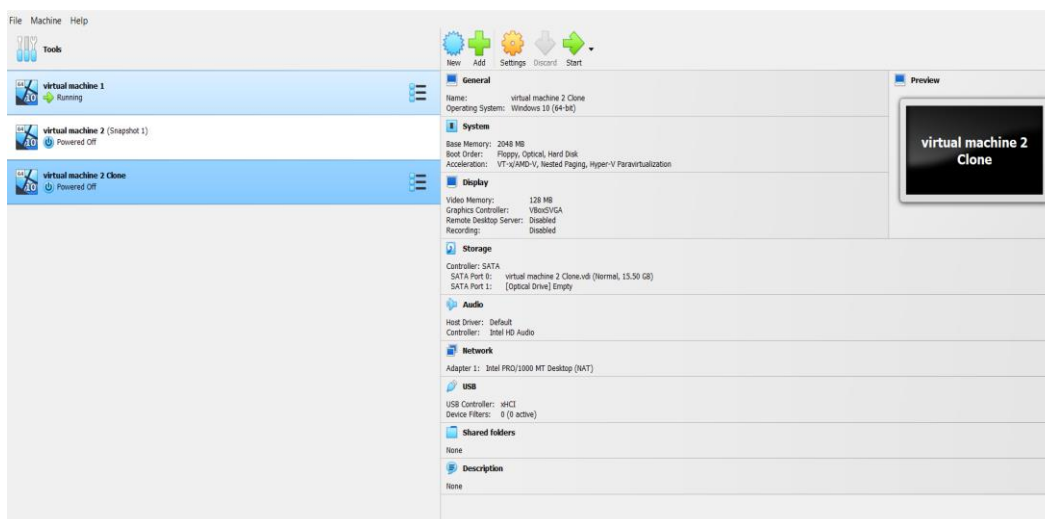 File Machine Help
Tools
New Add Settings Discard Start
virtual machine 1
Running
virtual machine 2 (Snapshot 1)
Powered Off
virtual machine 2 Clone
Powered Off
General
Name: virtual machine 2 Clone
Operating System: Windows 10 (64-bit)
System
Base Memory: 2048 MB
Boot Order: Floppy, Optical, Hard Disk
Acceleration: VT-x/AMD-V, Nested Paging, Hyper-V Paravirtualization
Display
Video Memory: 128 MB
Graphics Controller: VBoxSVGA
Remote Desktop Server: Disabled
Recording: Disabled
Storage
Controller: SATA
SATA Port 0: virtual machine 2 Clone.vdi (Normal, 15.50 GB)
SATA Port 1: [Optical Drive] Empty
Audio
Host Driver: Default
Controller: Intel HD Audio
Network
Adapter 1: Intel PRO/1000 MT Desktop (NAT)
USB
USB Controller: xHCI
Device Filters: 0 (0 active)
Shared folders
None
Description
None
Preview
virtual machine 2
Clone